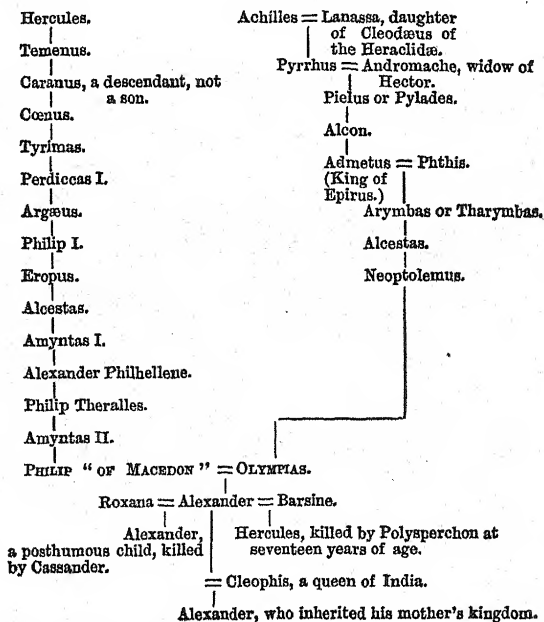 Hercules.
Temenus.
Caranus, a descendant, not
a son.
Cœnus.
Tyrimas.
Perdiccas I.
Argæus.
Philip I.
Eropus.
Alcestas.
Amyntas I.
Alexander Philhellene.
Philip Theralles.
Amyntas II.
Achilles = Lanassa, daughter
of Cleodæus of
the Heraclidæ.
Pyrrhus = Andromache, widow of
Hector.
Pielus or Pylades.
Alcon.
Admetus = Phthis.
(King of
Epirus.)
Arymbas or Tharymbas.
Alcestas.
Neoptolemus.
PHILIP "OF MACEDON" = OLYMPIAS.
Roxana = Alexander = Barsine.
Alexander,
a posthumous child, killed
by Cassander.
Hercules, killed by Polysperchon at
seventeen years of age.
= Cleophis, a queen of India.
Alexander, who inherited his mother's kingdom.